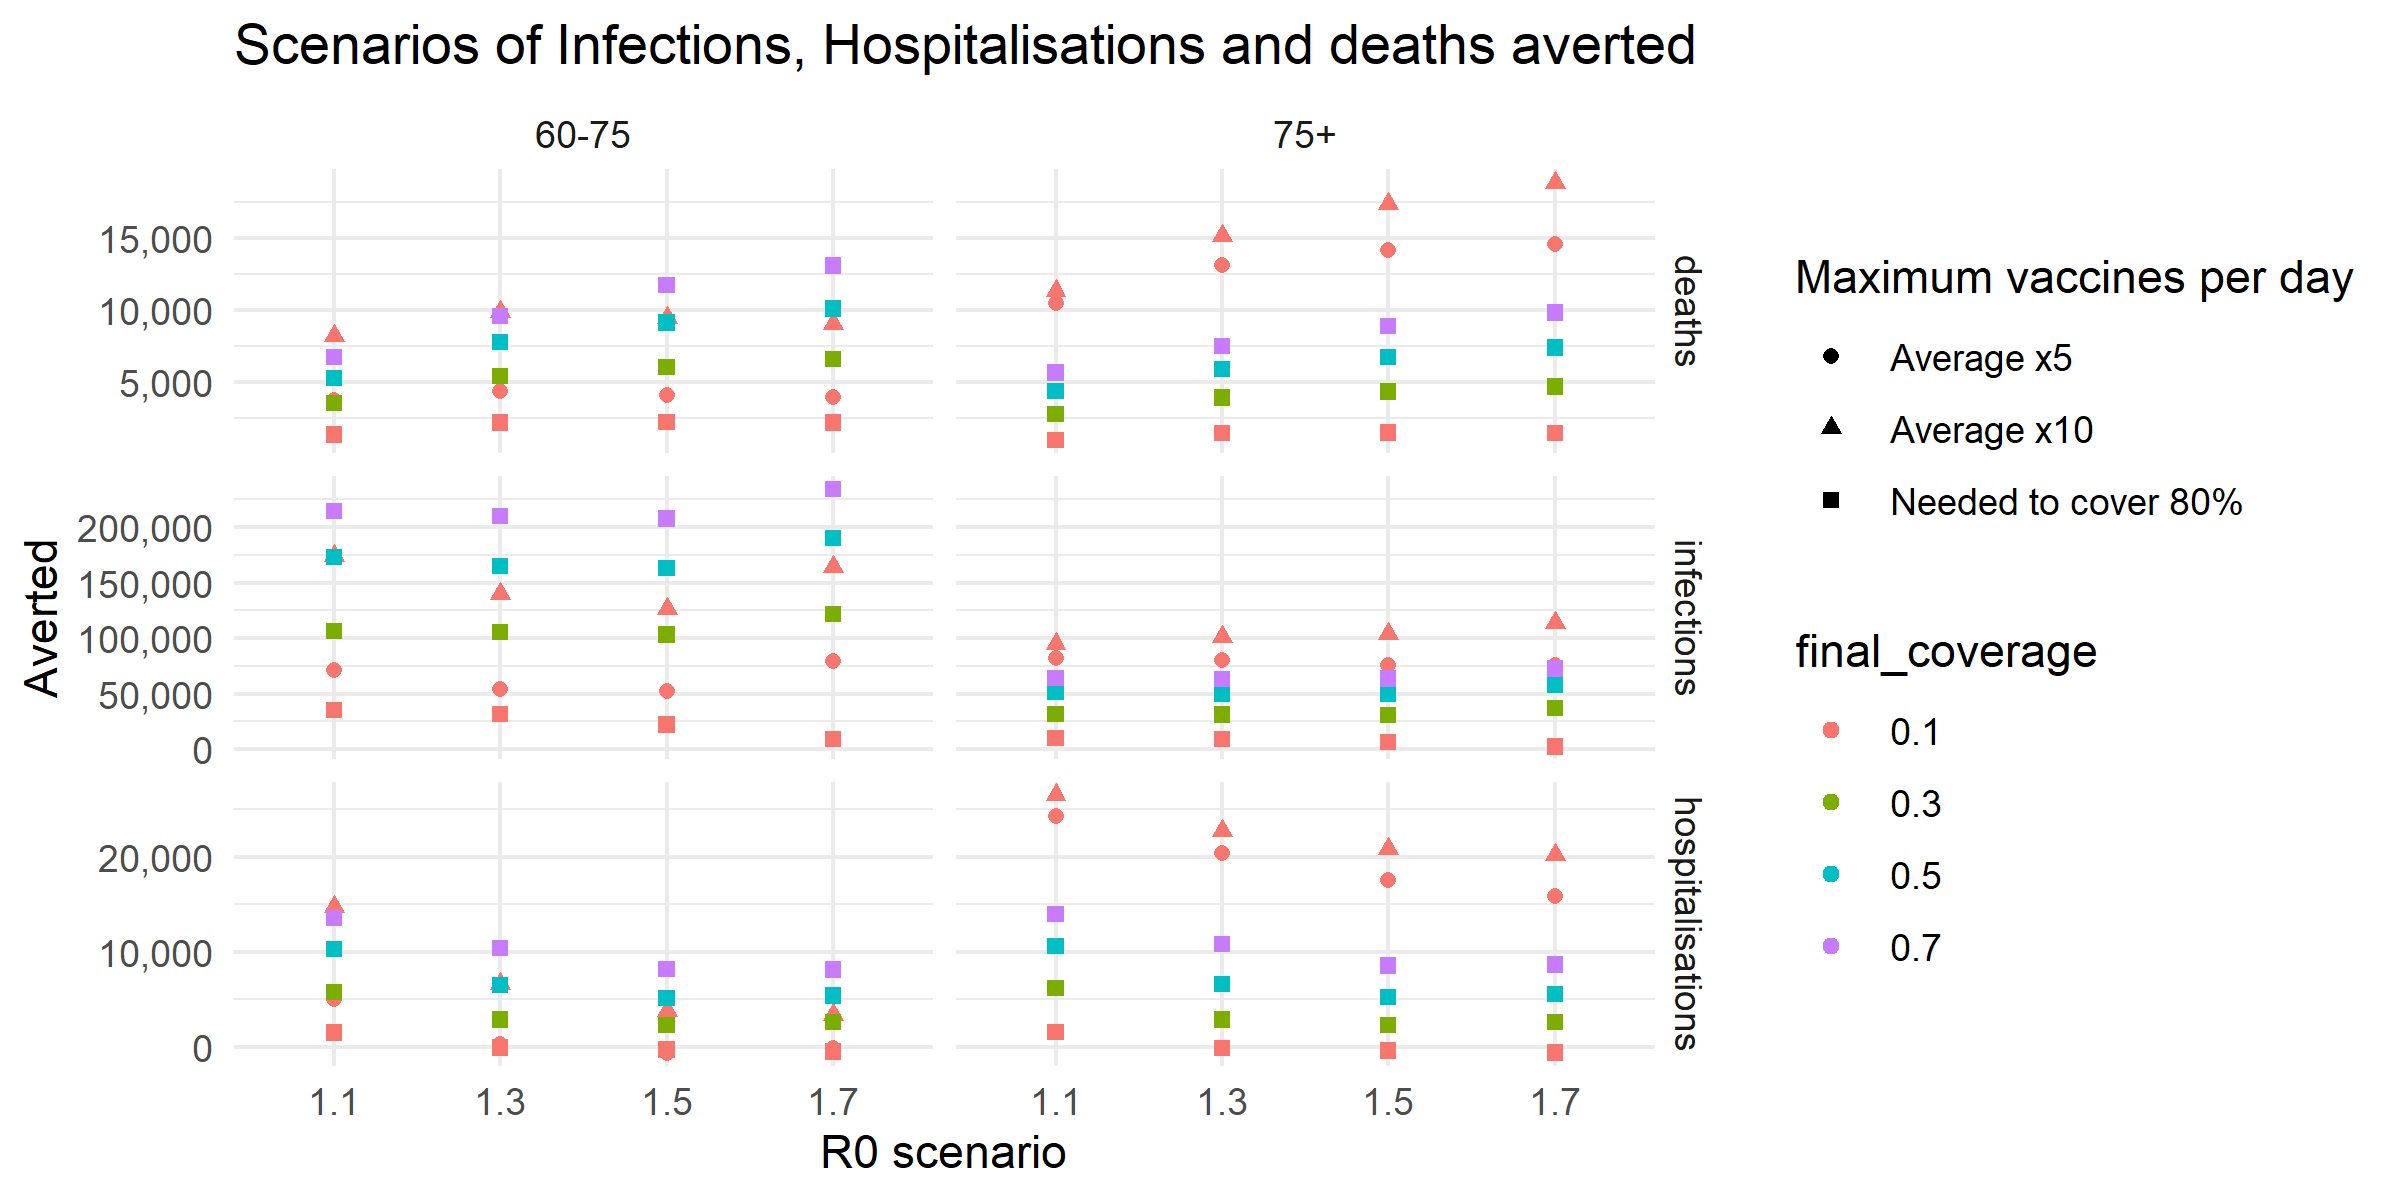 Scenarios of Infections, Hospitalisations and deaths averted
60-75
75+
15,000
10,000
5,000
deaths
200,000
150,000
100,000
50,000
0
infections
20,000
10,000
0
hospitalisations
Averted
1.1 1.3 1.5 1.7
1.1 1.3 1.5 1.7
R0 scenario
Maximum vaccines per day
Average x5
Average x10
Needed to cover 80%
final_coverage
0.1
0.3
0.5
0.7